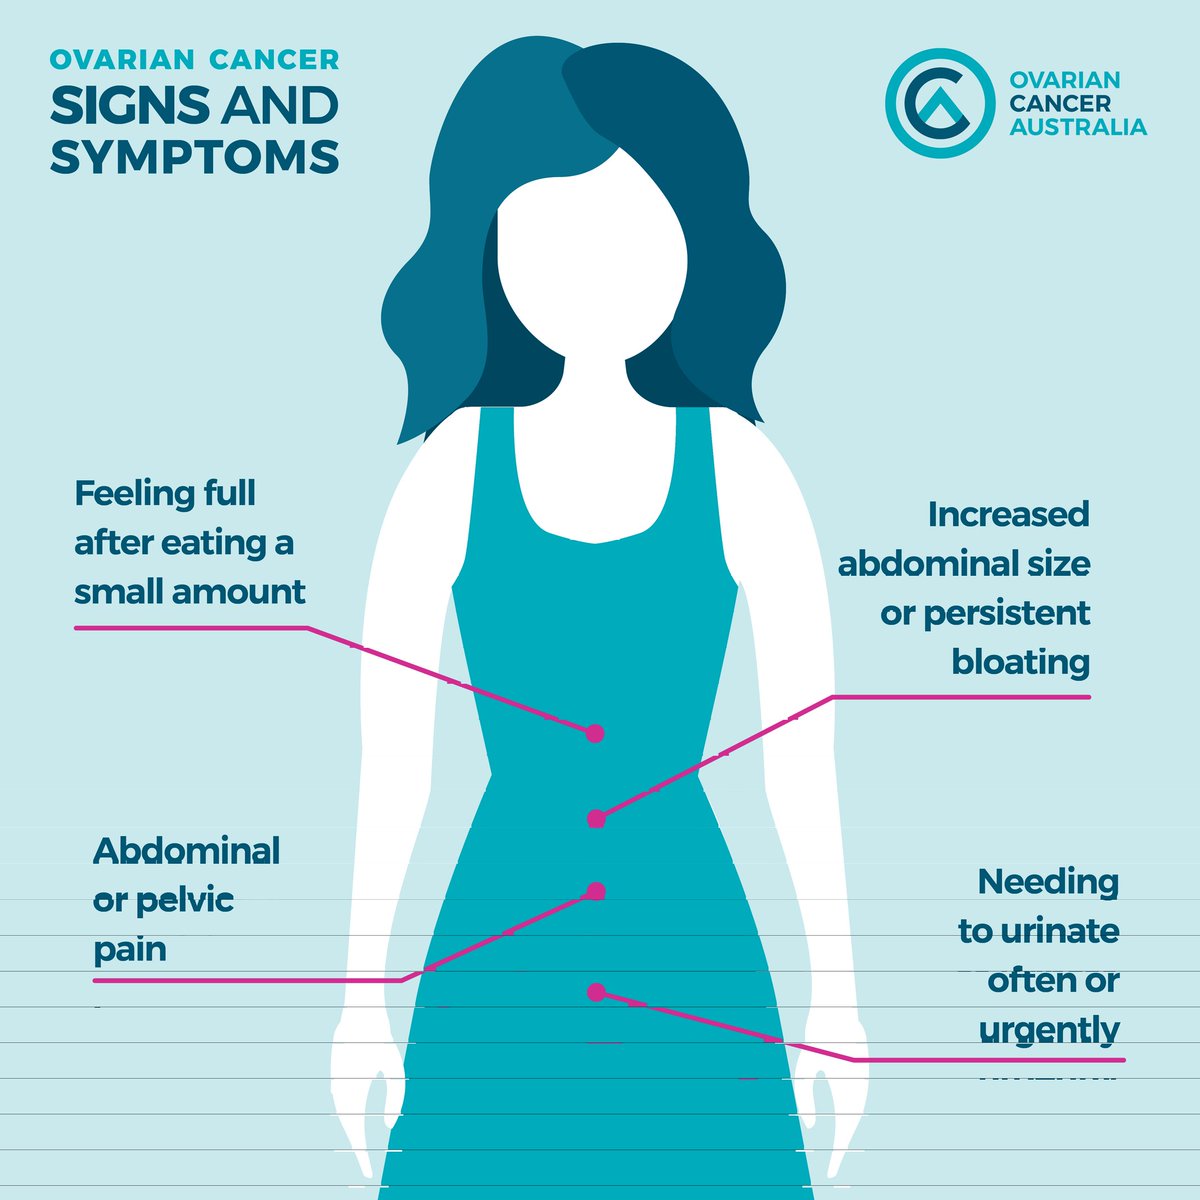 OVARIAN CANCER
SIGNS AND
SYMPTOMS
OVARIAN
CANCER
AUSTRALIA
Feeling full
after eating a
small amount
Increased
abdominal size
or persistent
bloating
Abdominal
or pelvic
pain
Needing
to urinate
often or
urgently